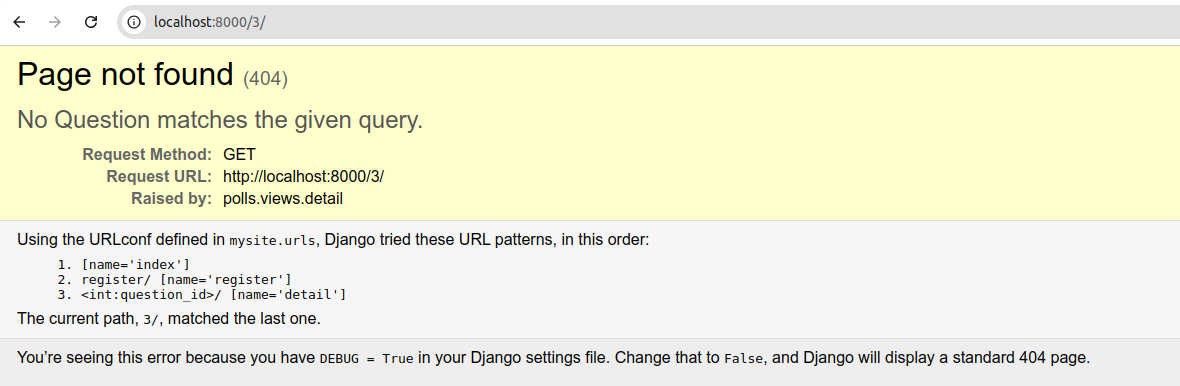 localhost:8000/3/
Page not found (404)
No Question matches the given query.
Request Method: GET
Request URL: http://localhost:8000/3/
Raised by: polls.views.detail
Using the URLconf defined in mysite.urls, Django tried these URL patterns, in this order:
1. [name='index']
2. register/ [name='register']
3. <int:question_id>/ [name='detail']
The current path, 3/, matched the last one.
You’re seeing this error because you have DEBUG = True in your Django settings file. Change that to False, and Django will display a standard 404 page.